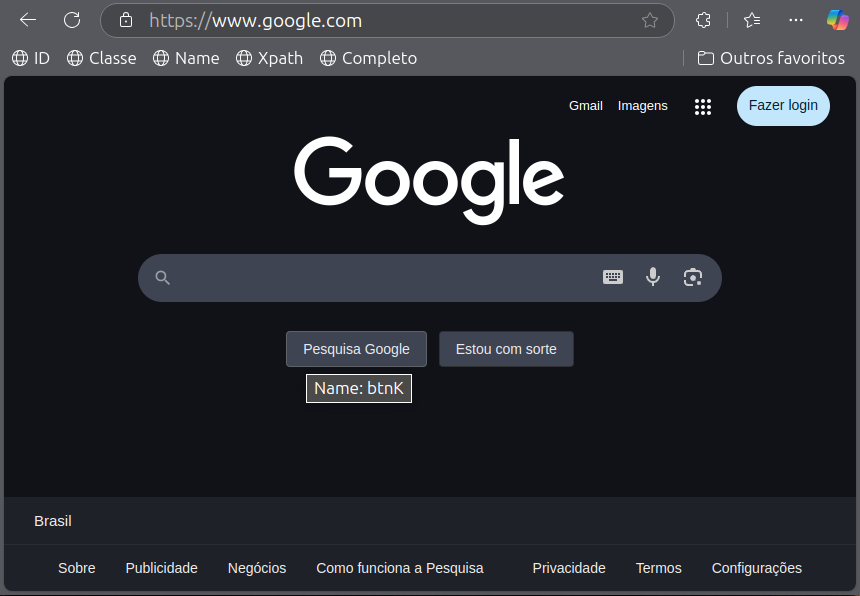 https://www.google.com
ID Classe Name Xpath Completo Outros favoritos
Gmail Imagens Fazer login
Google
Pesquisa Google Estou com sorte
Name: btnK
Brasil
Sobre Publicidade Negócios Como funciona a Pesquisa Privacidade Termos Configurações